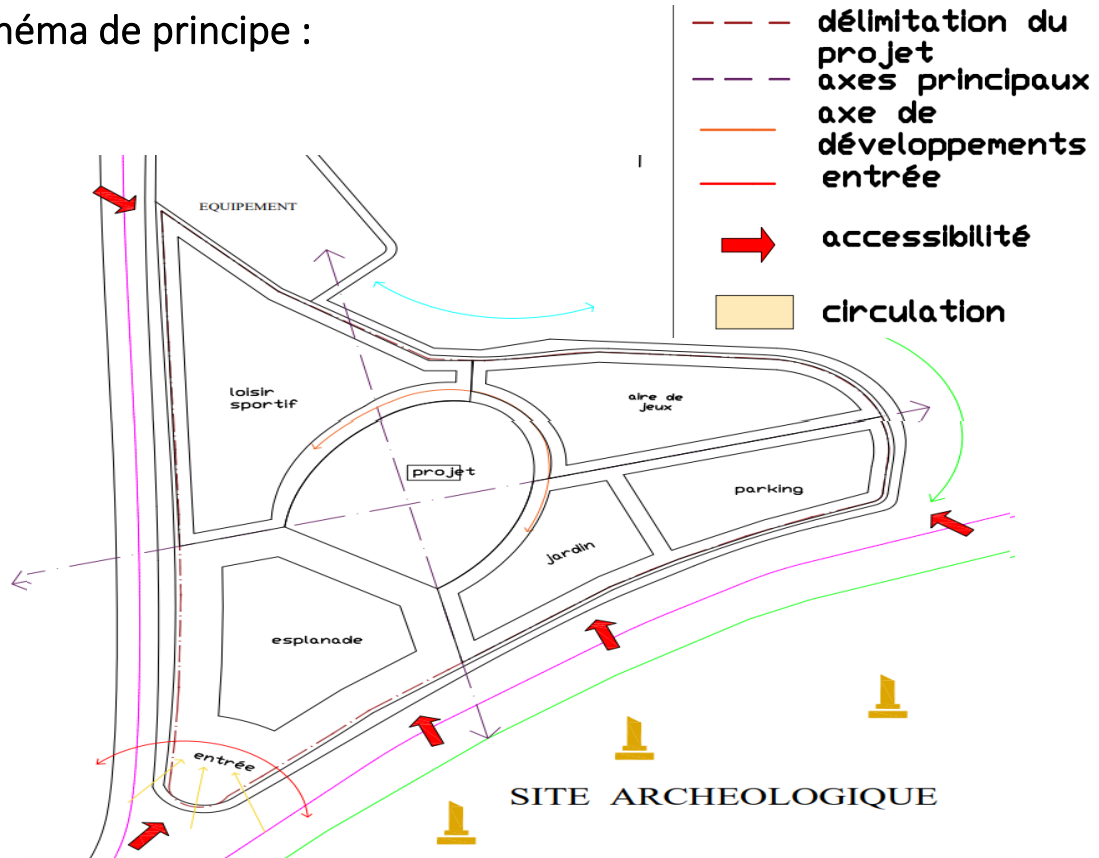 néma de principe :
délimitation du
projet
axes principaux
axe de
développements
entrée
accessibilité
circulation
EQUIPEMENT
loisir
sportif
aire de
jeux
projet
parking
jardin
esplanade
entrée
SITE ARCHEOLOGIQUE